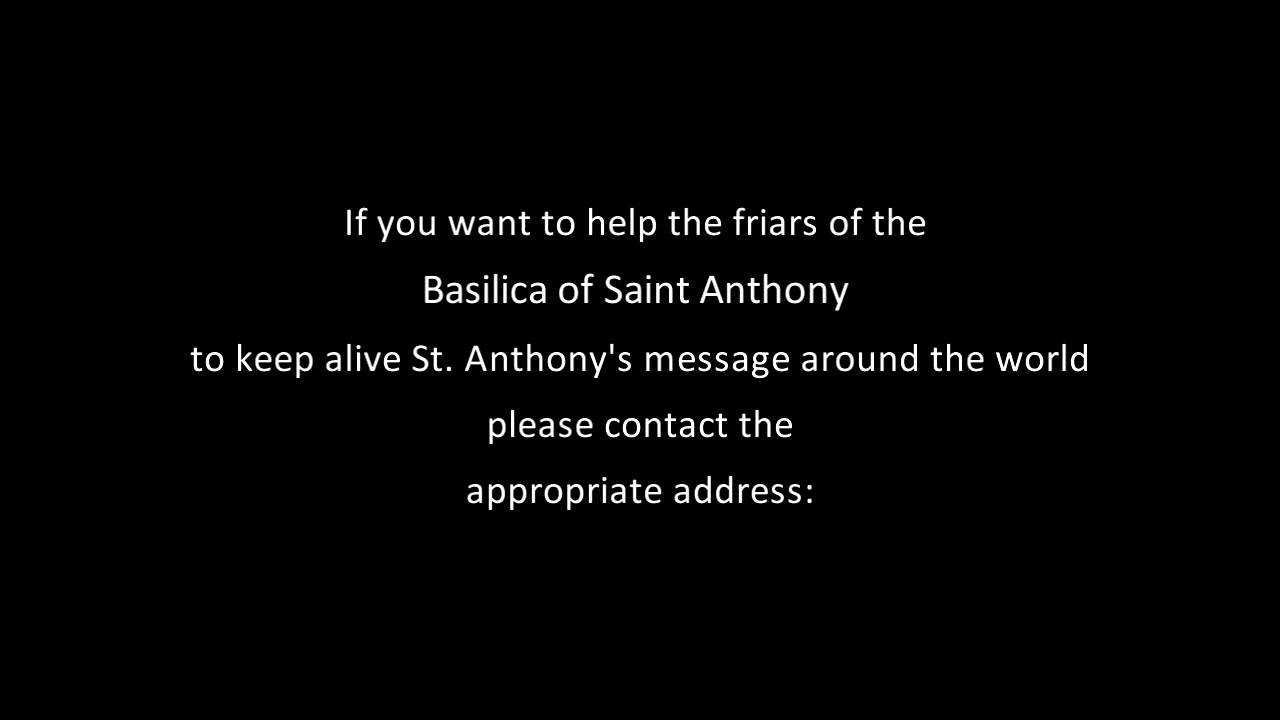 If you want to help the friars of the
Basilica of Saint Anthony
to keep alive St. Anthony's message around the world
please contact the
appropriate address: